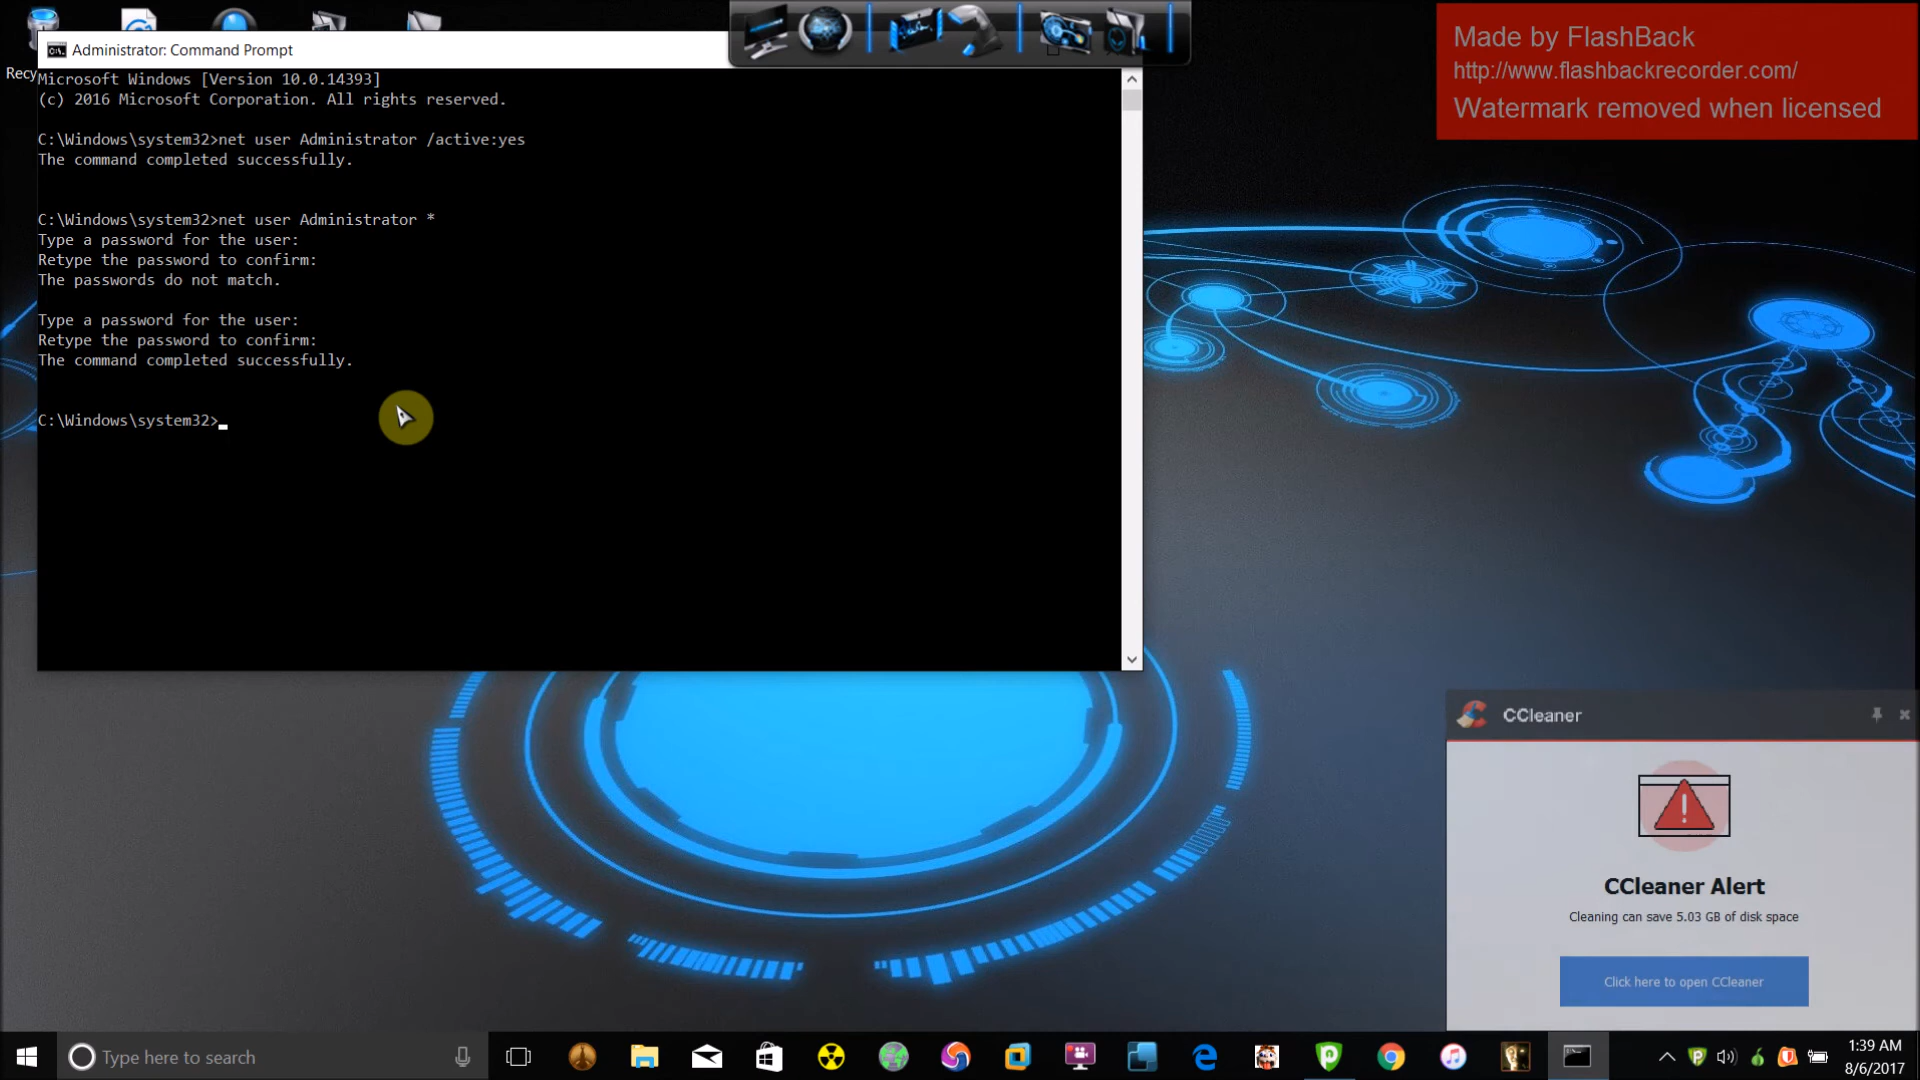 Made by FlashBack
http://www.flashbackrecorder.com/
Watermark removed when licensed
Recy
Administrator: Command Prompt
Microsoft Windows [Version 10.0.14393]
(c) 2016 Microsoft Corporation. All rights reserved.
C:\Windows\system32>net user Administrator /active:yes
The command completed successfully.
C:\Windows\system32>net user Administrator *
Type a password for the user:
Retype the password to confirm:
The passwords do not match.
Type a password for the user:
Retype the password to confirm:
The command completed successfully.
C:\Windows\system32>
CCleaner
CCleaner Alert
Cleaning can save 5.03 GB of disk space
Click here to open CCleaner
Type here to search
1:39 AM
8/6/2017